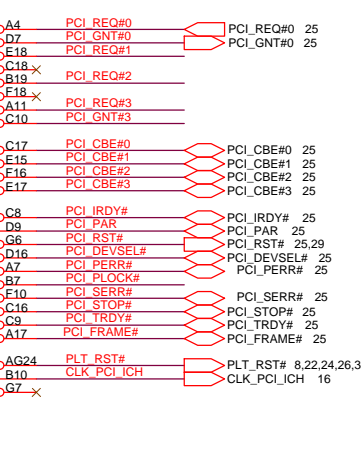 A4 PCI_REQ#0 PCI_REQ#0 25
D7 PCI_GNT#0 PCI_GNT#0 25
E18 PCI_REQ#1
C18
B19 PCI_REQ#2
F18
A11 PCI_REQ#3
C10 PCI_GNT#3
C17 PCI_CBE#0 PCI_CBE#0 25
E15 PCI_CBE#1 PCI_CBE#1 25
F16 PCI_CBE#2 PCI_CBE#2 25
E17 PCI_CBE#3 PCI_CBE#3 25
C8 PCI_IRDY# PCI_IRDY# 25
D9 PCI_PAR PCI_PAR 25
G6 PCI_RST# PCI_RST# 25,29
D16 PCI_DEVSEL# PCI_DEVSEL# 25
A7 PCI_PERR# PCI_PERR# 25
B7 PCI_PLOCK#
F10 PCI_SERR# PCI_SERR# 25
C16 PCI_STOP# PCI_STOP# 25
C9 PCI_TRDY# PCI_TRDY# 25
A17 PCI_FRAME# PCI_FRAME# 25
AG24 PLT_RST# PLT_RST# 8,22,24,26,3
B10 CLK_PCI_ICH CLK_PCI_ICH 16
G7